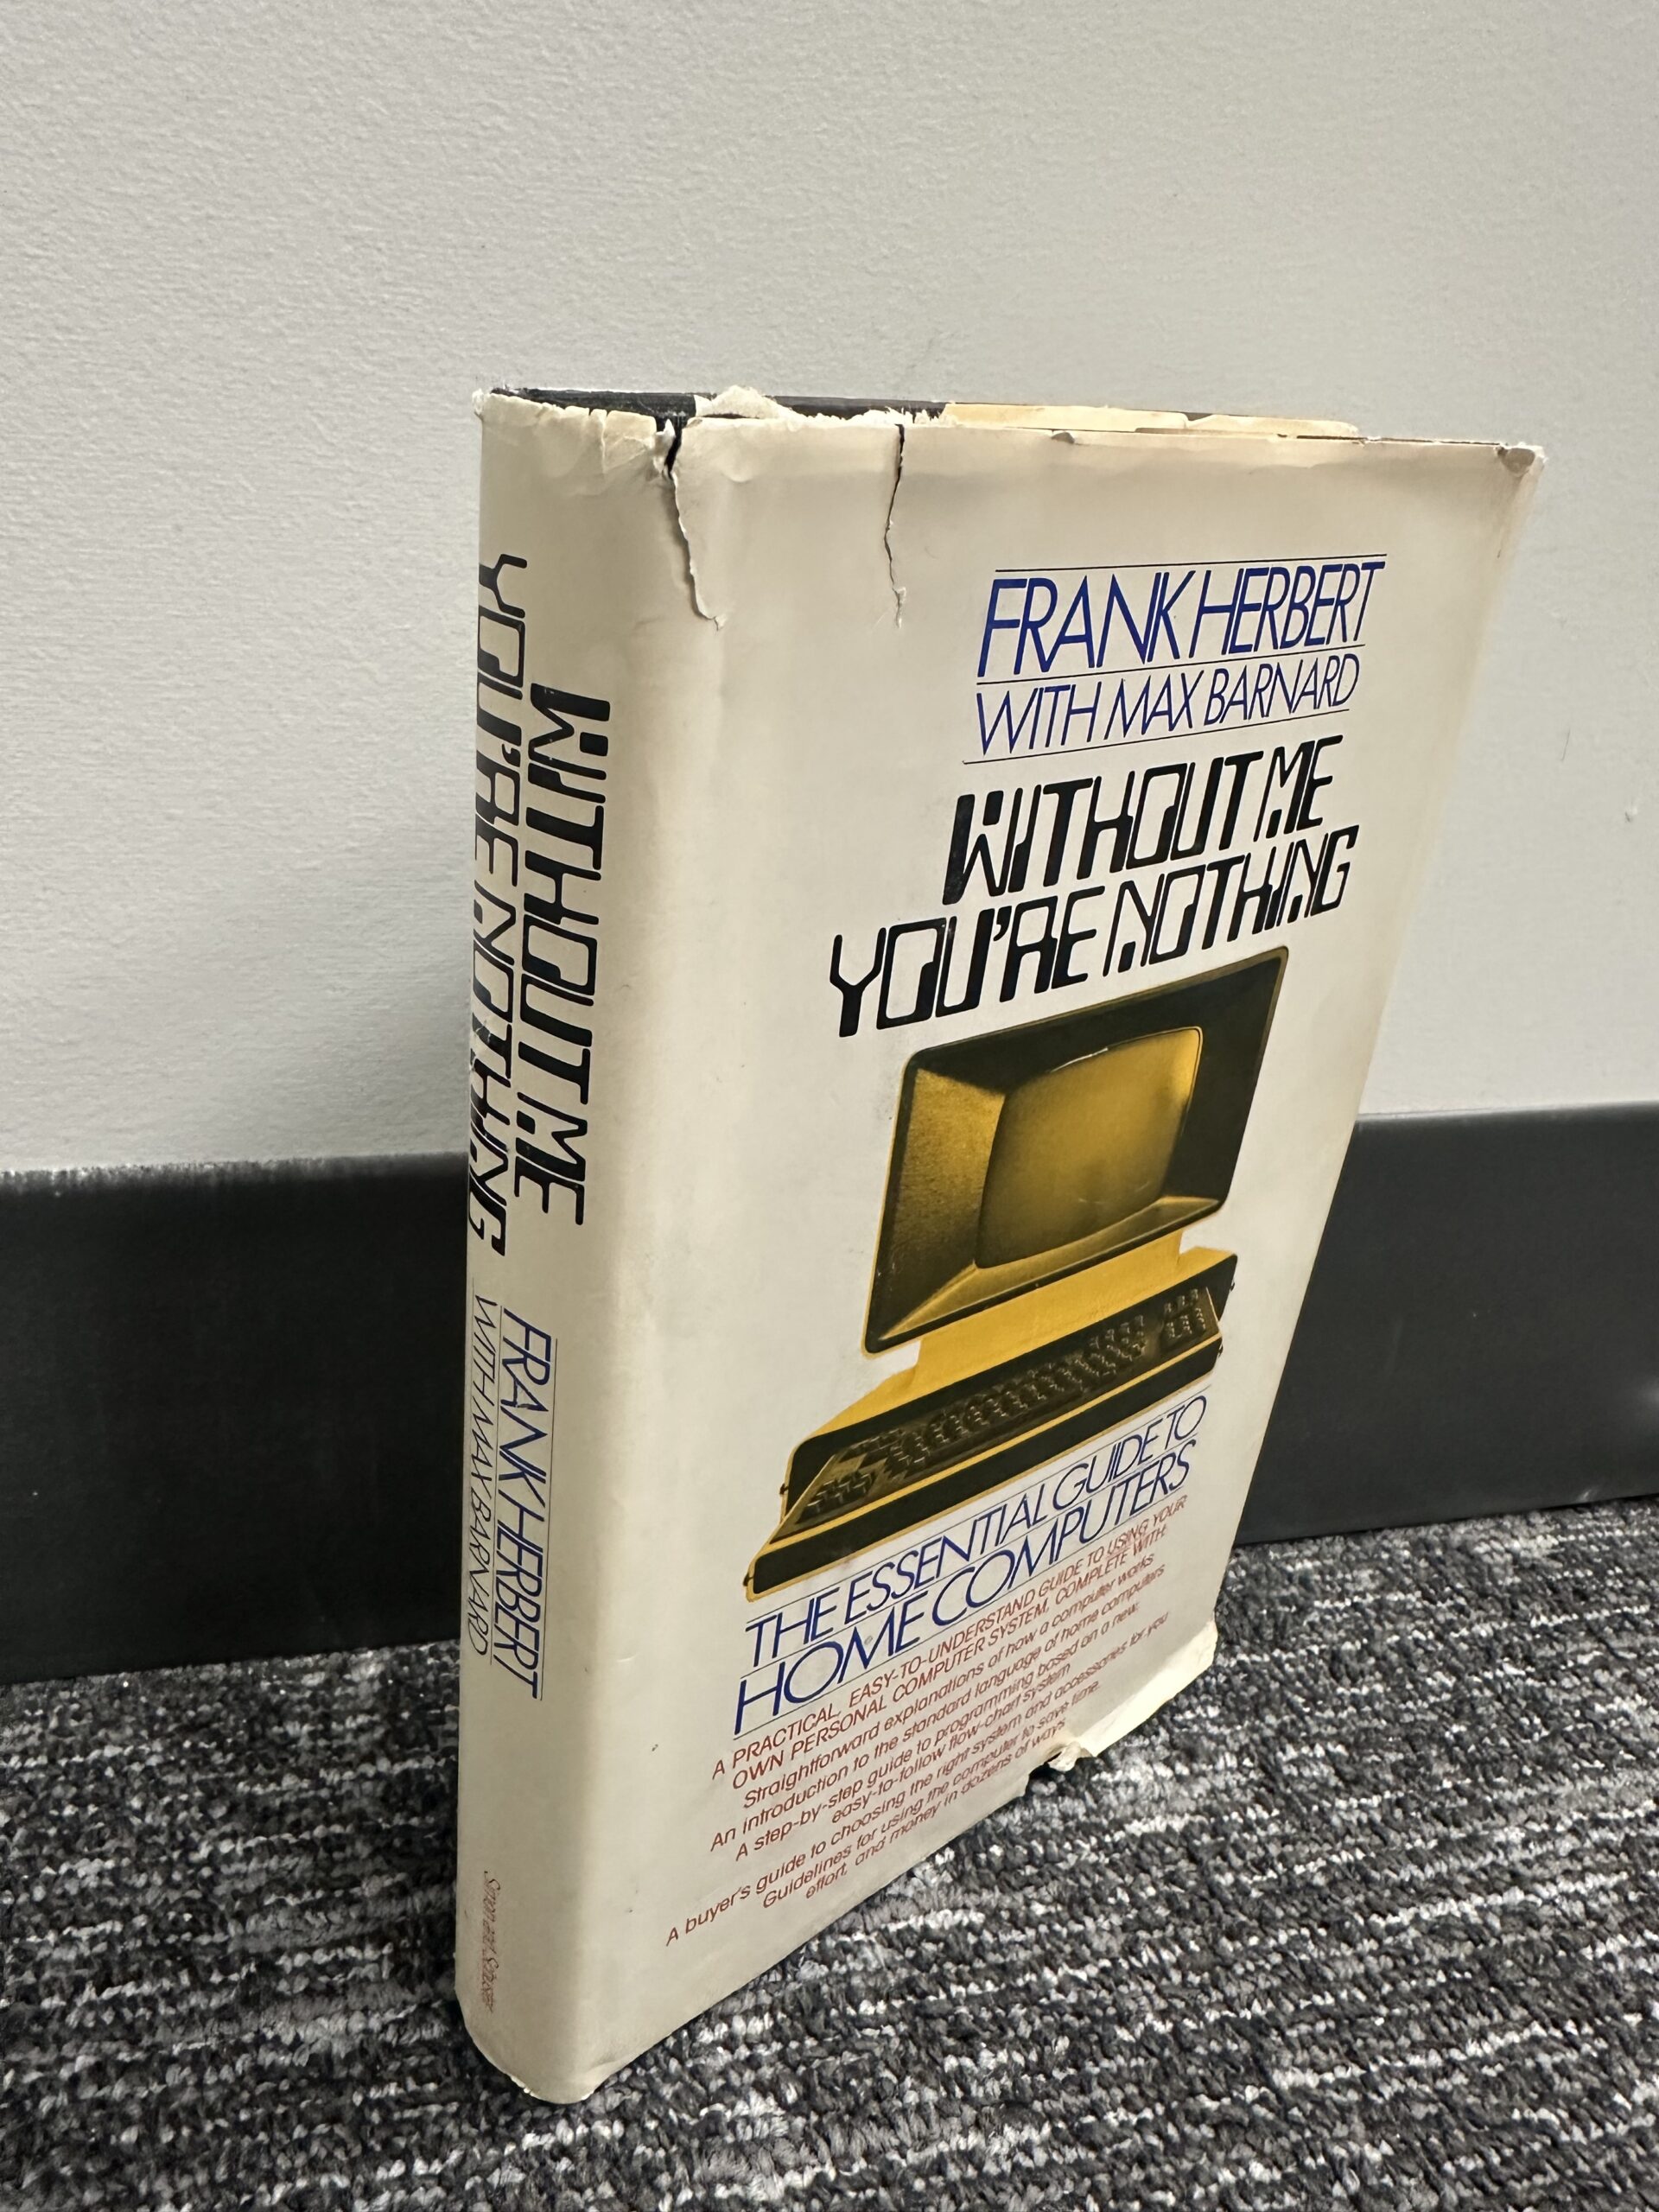 WITHOUT ME
YOU'RE NOTHING
FRANK HERBERT
WITH MAX BARNARD
Simon and Schuster
FRANK HERBERT
WITH MAX BARNARD
WITHOUT ME
YOU'RE NOTHING
THE ESSENTIAL GUIDE TO
HOME COMPUTERS
A PRACTICAL, EASY-TO-UNDERSTAND GUIDE TO USING YOUR
OWN PERSONAL COMPUTER SYSTEM, COMPLETE WITH:
Straightforward explanations of how a computer works
An introduction to the standard language of home computers
A step-by-step guide to programming based on a new,
easy-to-follow flow-chart system
A buyer's guide to choosing the right system and accessories for you
Guidelines for using the computer to save time,
effort, and money in dozens of ways